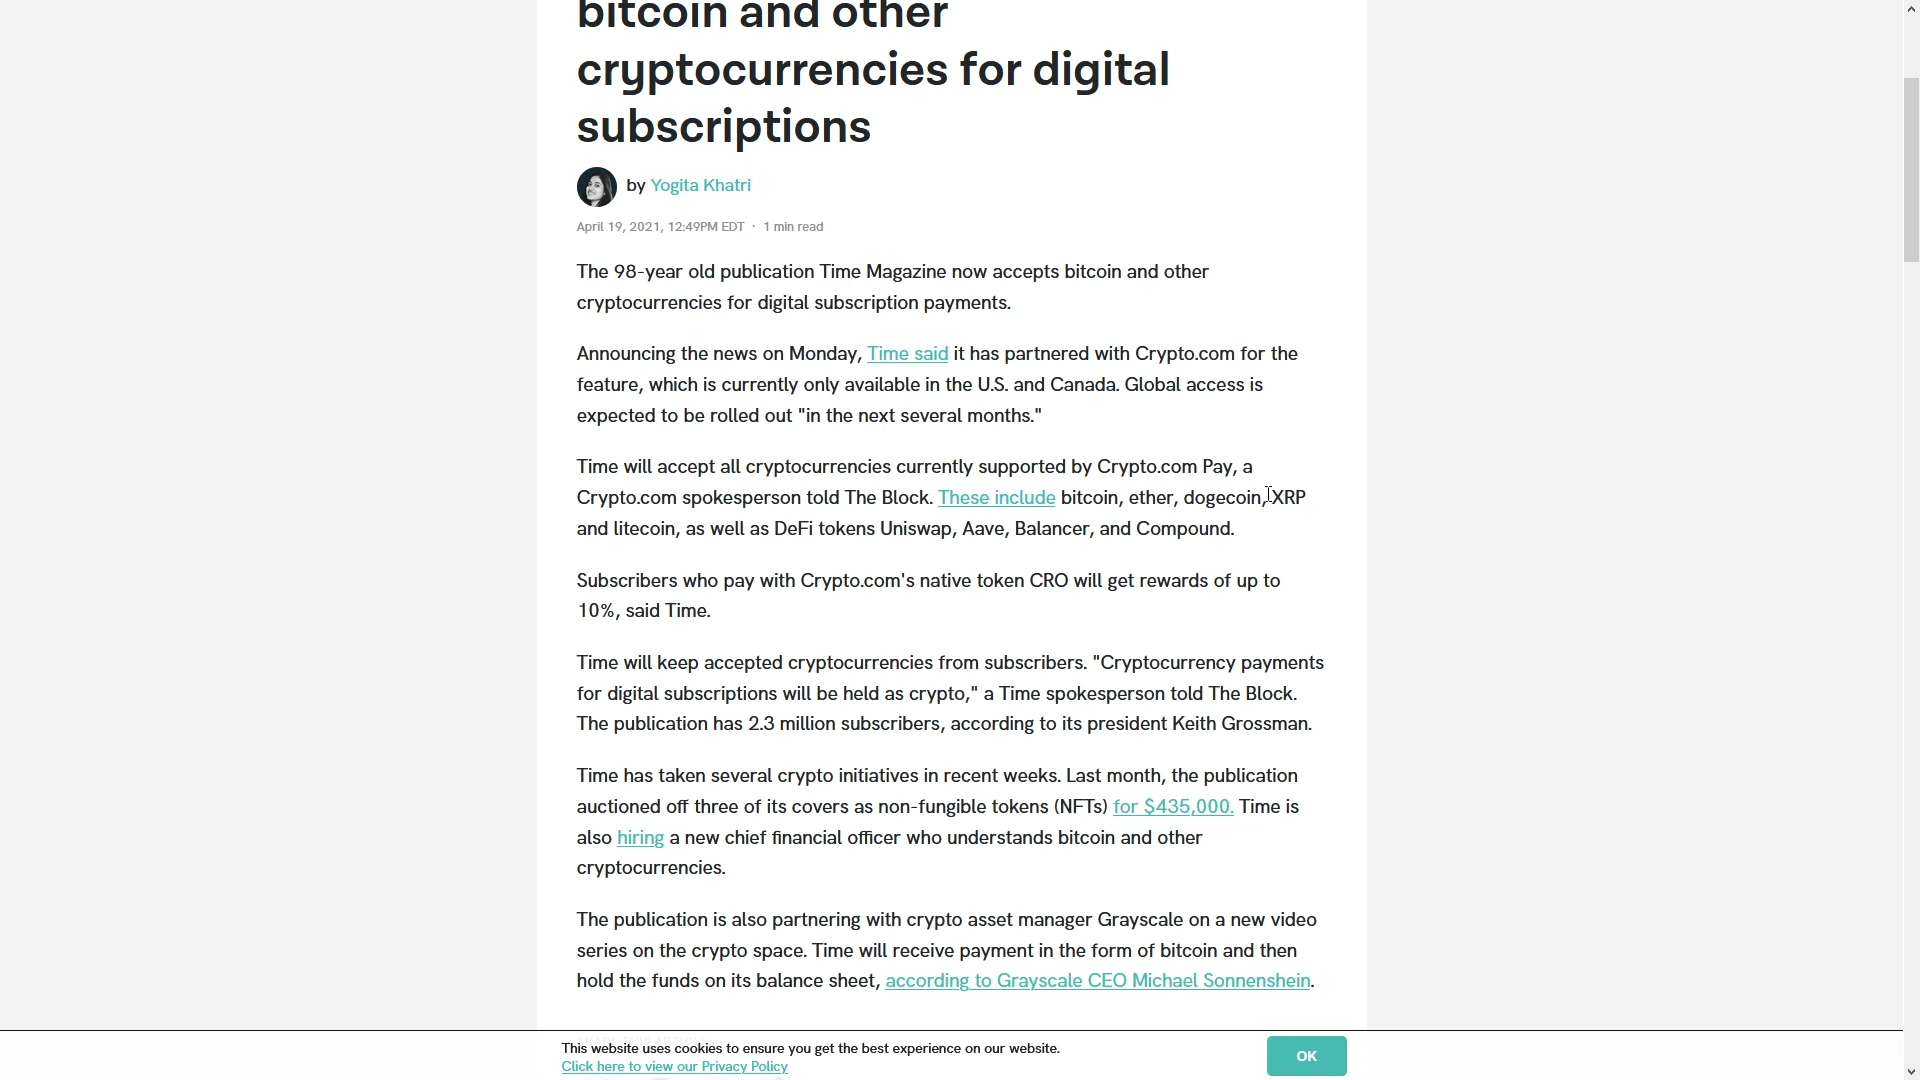 bitcoin and other
cryptocurrencies for digital
subscriptions
by Yogita Khatri
April 19, 2021, 12:49PM EDT · 1 min read
The 98-year old publication Time Magazine now accepts bitcoin and other
cryptocurrencies for digital subscription payments.
Announcing the news on Monday, Time said it has partnered with Crypto.com for the
feature, which is currently only available in the U.S. and Canada. Global access is
expected to be rolled out "in the next several months."
Time will accept all cryptocurrencies currently supported by Crypto.com Pay, a
Crypto.com spokesperson told The Block. These include bitcoin, ether, dogecoin, XRP
and litecoin, as well as DeFi tokens Uniswap, Aave, Balancer, and Compound.
Subscribers who pay with Crypto.com's native token CRO will get rewards of up to
10%, said Time.
Time will keep accepted cryptocurrencies from subscribers. "Cryptocurrency payments
for digital subscriptions will be held as crypto," a Time spokesperson told The Block.
The publication has 2.3 million subscribers, according to its president Keith Grossman.
Time has taken several crypto initiatives in recent weeks. Last month, the publication
auctioned off three of its covers as non-fungible tokens (NFTs) for $435,000. Time is
also hiring a new chief financial officer who understands bitcoin and other
cryptocurrencies.
The publication is also partnering with crypto asset manager Grayscale on a new video
series on the crypto space. Time will receive payment in the form of bitcoin and then
hold the funds on its balance sheet, according to Grayscale CEO Michael Sonnenshein.
This website uses cookies to ensure you get the best experience on our website.
Click here to view our Privacy Policy
OK